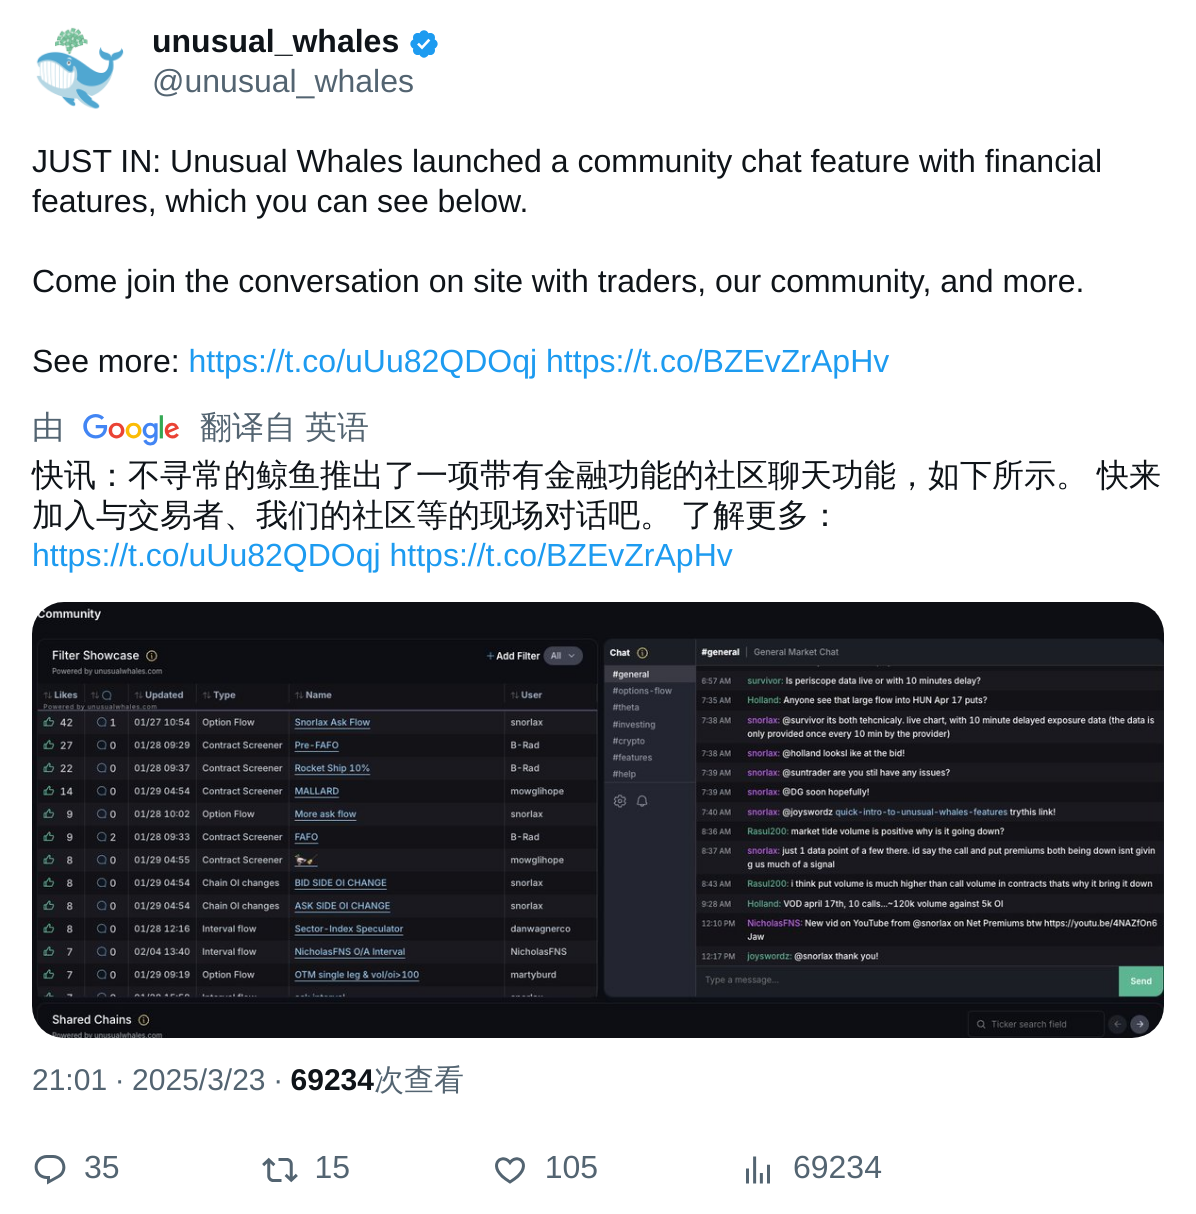 unusual_whales
@unusual_whales
JUST IN: Unusual Whales launched a community chat feature with financial
features, which you can see below.
Come join the conversation on site with traders, our community, and more.
See more: https://t.co/uUu82QDOqj https://t.co/BZEvZrApHv
由 Google 翻译自 英语
快讯：不寻常的鲸鱼推出了一项带有金融功能的社区聊天功能，如下所示。 快来
加入与交易者、我们的社区等的现场对话吧。 了解更多：
https://t.co/uUu82QDOqj https://t.co/BZEvZrApHv
Community
Filter Showcase
+ Add Filter All
Powered by unusualwhales.com
Likes Updated Type Name User
Powered by unusualwhales.com
42 1 01/27 10:54 Option Flow Snorlax Ask Flow snorlax
27 0 01/28 09:29 Contract Screener Pre-FAFO B-Rad
22 0 01/28 09:37 Contract Screener Rocket Ship 10% B-Rad
14 0 01/29 04:54 Contract Screener MALLARD mowglihope
9 0 01/28 10:02 Option Flow More ask flow snorlax
9 2 01/28 09:33 Contract Screener FAFO B-Rad
8 0 01/29 04:55 Contract Screener mowglihope
8 0 01/29 04:54 Chain OI changes BID SIDE OI CHANGE snorlax
8 0 01/29 04:54 Chain OI changes ASK SIDE OI CHANGE snorlax
8 0 01/28 12:16 Interval flow Sector-Index Speculator danwagnerco
7 0 02/04 13:40 Interval flow NicholasFNS O/A Interval NicholasFNS
7 0 01/29 09:19 Option Flow OTM single leg & vol/oi>100 martyburd
Chat
#general
#options-flow
#theta
#investing
#crypto
#features
#help
#general | General Market Chat
6:57 AM survivor: Is periscope data live or with 10 minutes delay?
7:35 AM Holland: Anyone see that large flow into HUN Apr 17 puts?
7:38 AM snorlax: @survivor its both tehcnicaly. live chart, with 10 minute delayed exposure data (the data is
only provided once every 10 min by the provider)
7:38 AM snorlax: @holland looksl ike at the bid!
7:39 AM snorlax: @suntrader are you stil have any issues?
7:39 AM snorlax: @DG soon hopefully!
7:40 AM snorlax: @joyswordz quick-intro-to-unusual-whales-features trythis link!
8:36 AM Rasul200: market tide volume is positive why is it going down?
8:37 AM snorlax: just 1 data point of a few there. id say the call and put premiums both being down isnt givin
g us much of a signal
8:43 AM Rasul200: i think put volume is much higher than call volume in contracts thats why it bring it down
9:28 AM Holland: VOD april 17th, 10 calls...~120k volume against 5k OI
12:10 PM NicholasFNS: New vid on YouTube from @snorlax on Net Premiums btw https://youtu.be/4NAZfOn6
Jaw
12:17 PM joyswordz: @snorlax thank you!
Type a message...
Send
Shared Chains
Powered by unusualwhales.com
Ticker search field
21:01 · 2025/3/23 · 69234次查看
35 15 105 69234